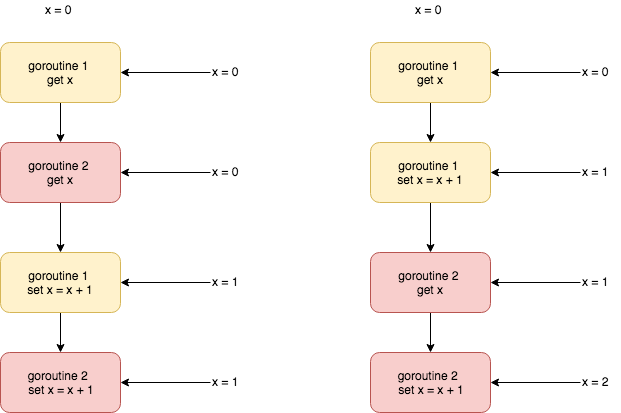 x = 0
goroutine 1
get x
x = 0
goroutine 2
get x
x = 0
goroutine 1
set x = x + 1
x = 1
goroutine 2
set x = x + 1
x = 1
x = 0
goroutine 1
get x
x = 0
goroutine 1
set x = x + 1
x = 1
goroutine 2
get x
x = 1
goroutine 2
set x = x + 1
x = 2